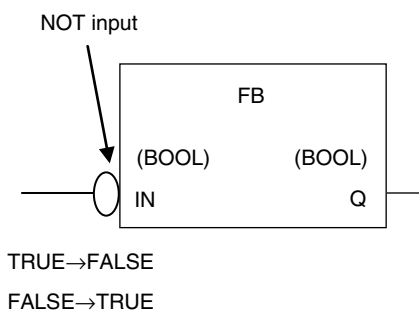 NOT input
FB
(BOOL) (BOOL)
IN Q
TRUE→FALSE
FALSE→TRUE